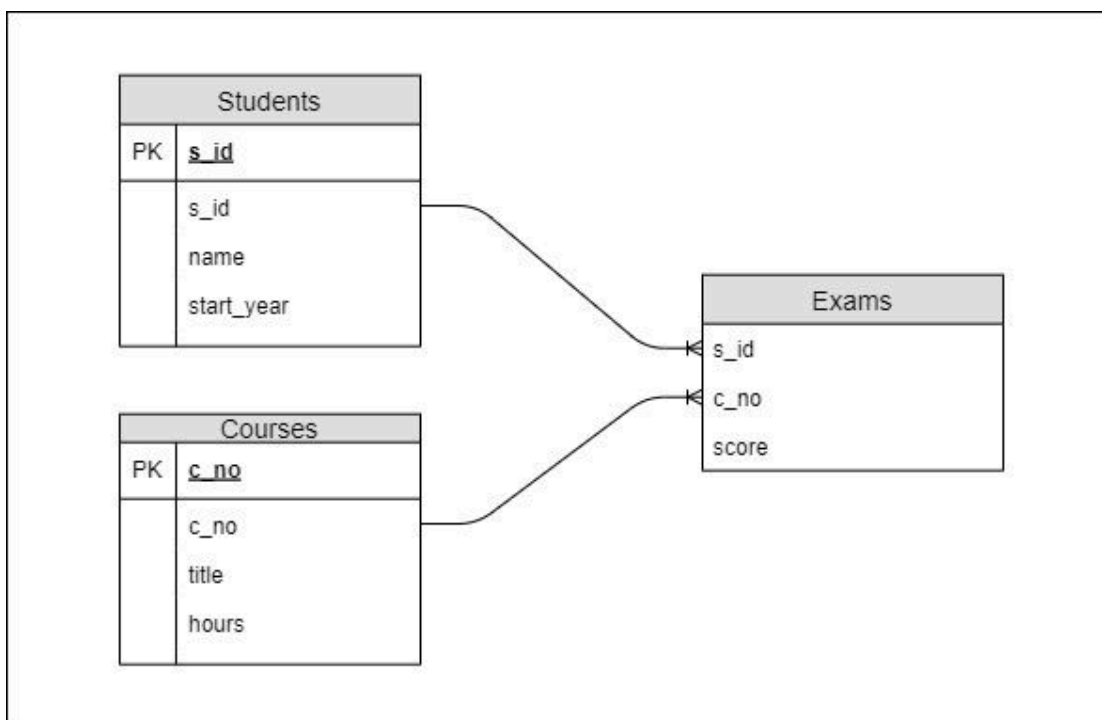 Students
PK s_id
s_id
name
start_year
Courses
PK c_no
c_no
title
hours
Exams
s_id
c_no
score